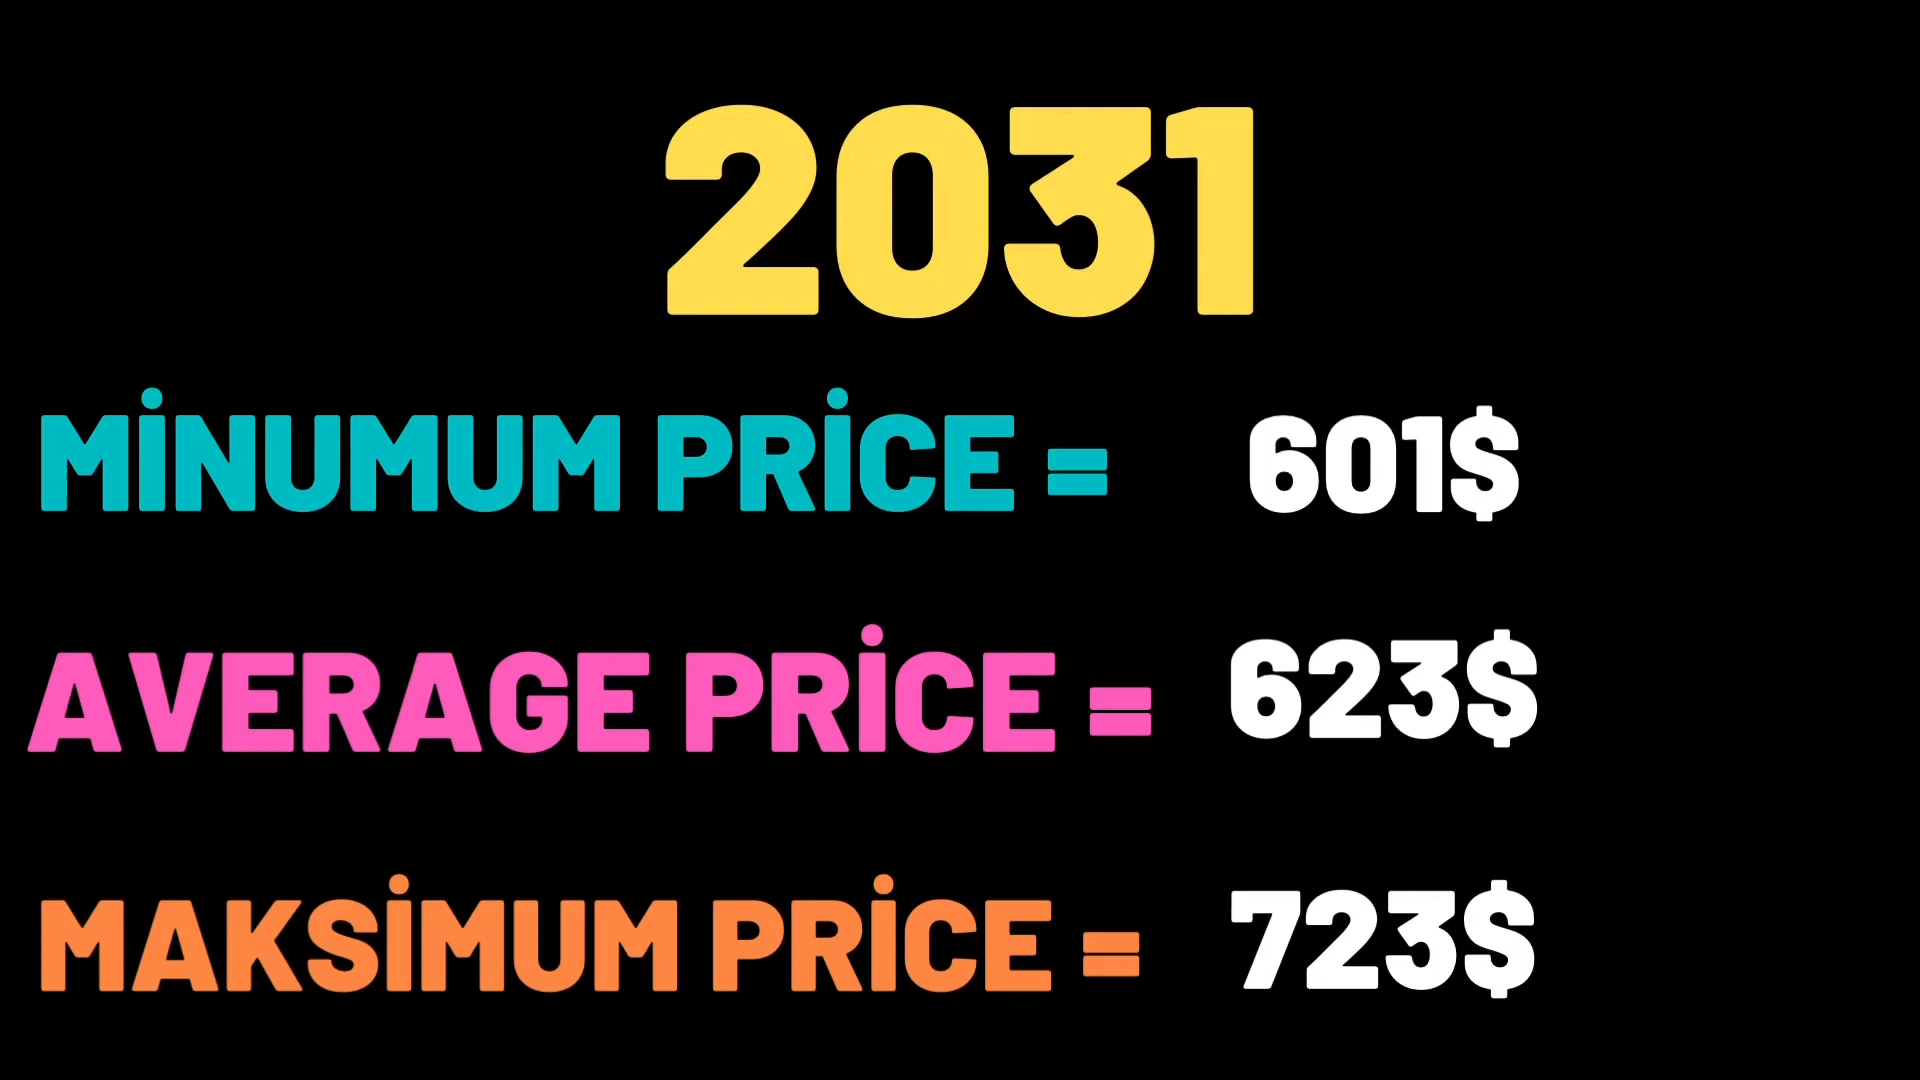 2031
MİNUMUM PRİCE = 601$
AVERAGE PRİCE = 623$
MAKSİMUM PRİCE = 723$